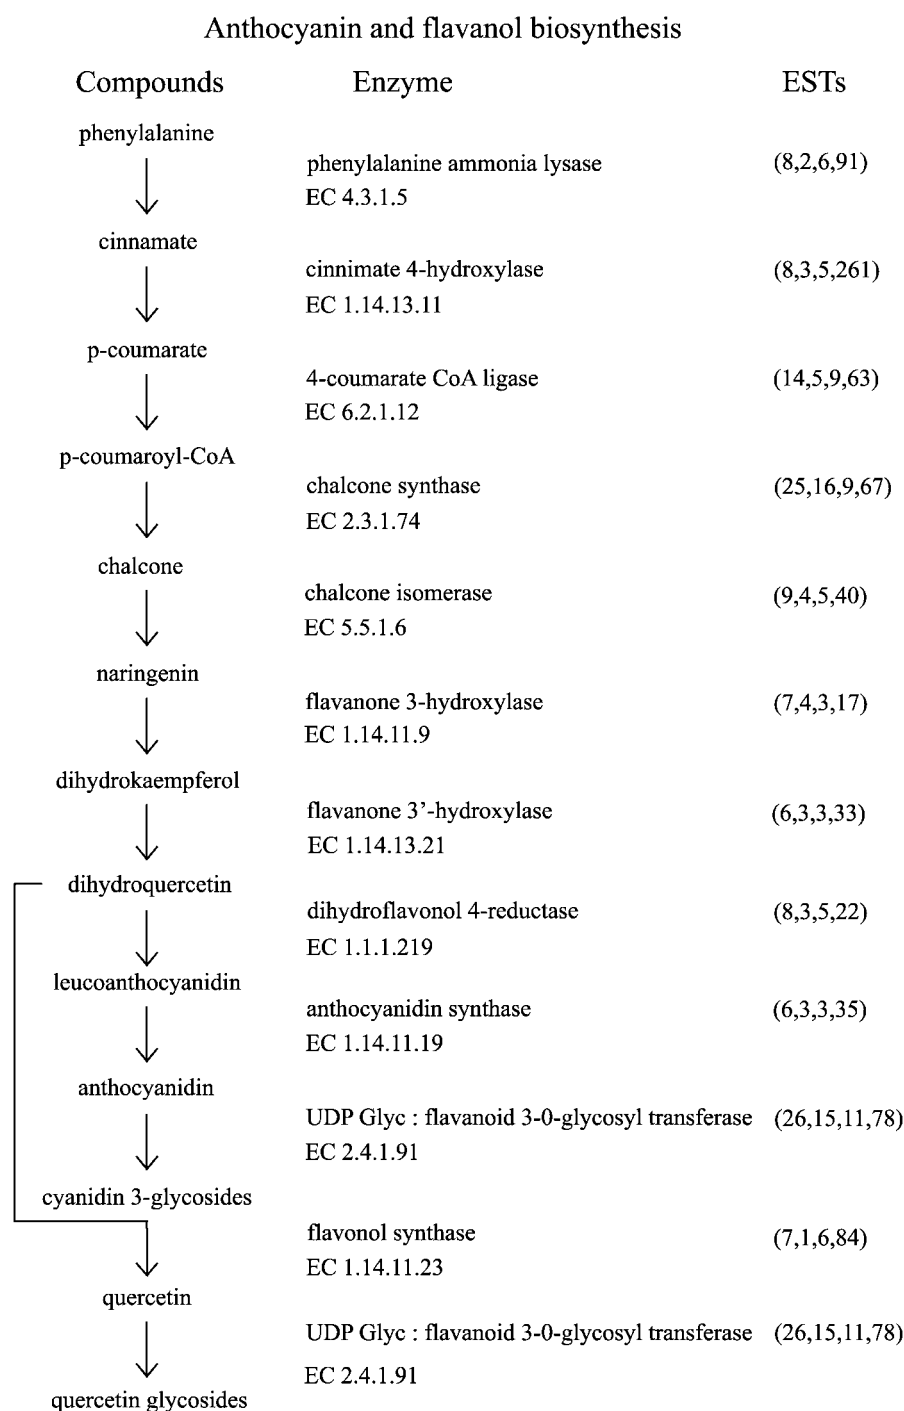 Anthocyanin and flavanol biosynthesis
Compounds Enzyme ESTs
phenylalanine
phenylalanine ammonia lysase (8,2,6,91)
EC 4.3.1.5
cinnamate
cinnimate 4-hydroxylase (8,3,5,261)
EC 1.14.13.11
p-coumarate
4-coumarate CoA ligase (14,5,9,63)
EC 6.2.1.12
p-coumaroyl-CoA
chalcone synthase (25,16,9,67)
EC 2.3.1.74
chalcone
chalcone isomerase (9,4,5,40)
EC 5.5.1.6
naringenin
flavanone 3-hydroxylase (7,4,3,17)
EC 1.14.11.9
dihydrokaempferol
flavanone 3’-hydroxylase (6,3,3,33)
EC 1.14.13.21
dihydroquercetin
dihydroflavonol 4-reductase (8,3,5,22)
EC 1.1.1.219
leucoanthocyanidin
anthocyanidin synthase (6,3,3,35)
EC 1.14.11.19
anthocyanidin
UDP Glyc : flavanoid 3-0-glycosyl transferase (26,15,11,78)
EC 2.4.1.91
cyanidin 3-glycosides
flavonol synthase (7,1,6,84)
EC 1.14.11.23
quercetin
UDP Glyc : flavanoid 3-0-glycosyl transferase (26,15,11,78)
EC 2.4.1.91
quercetin glycosides